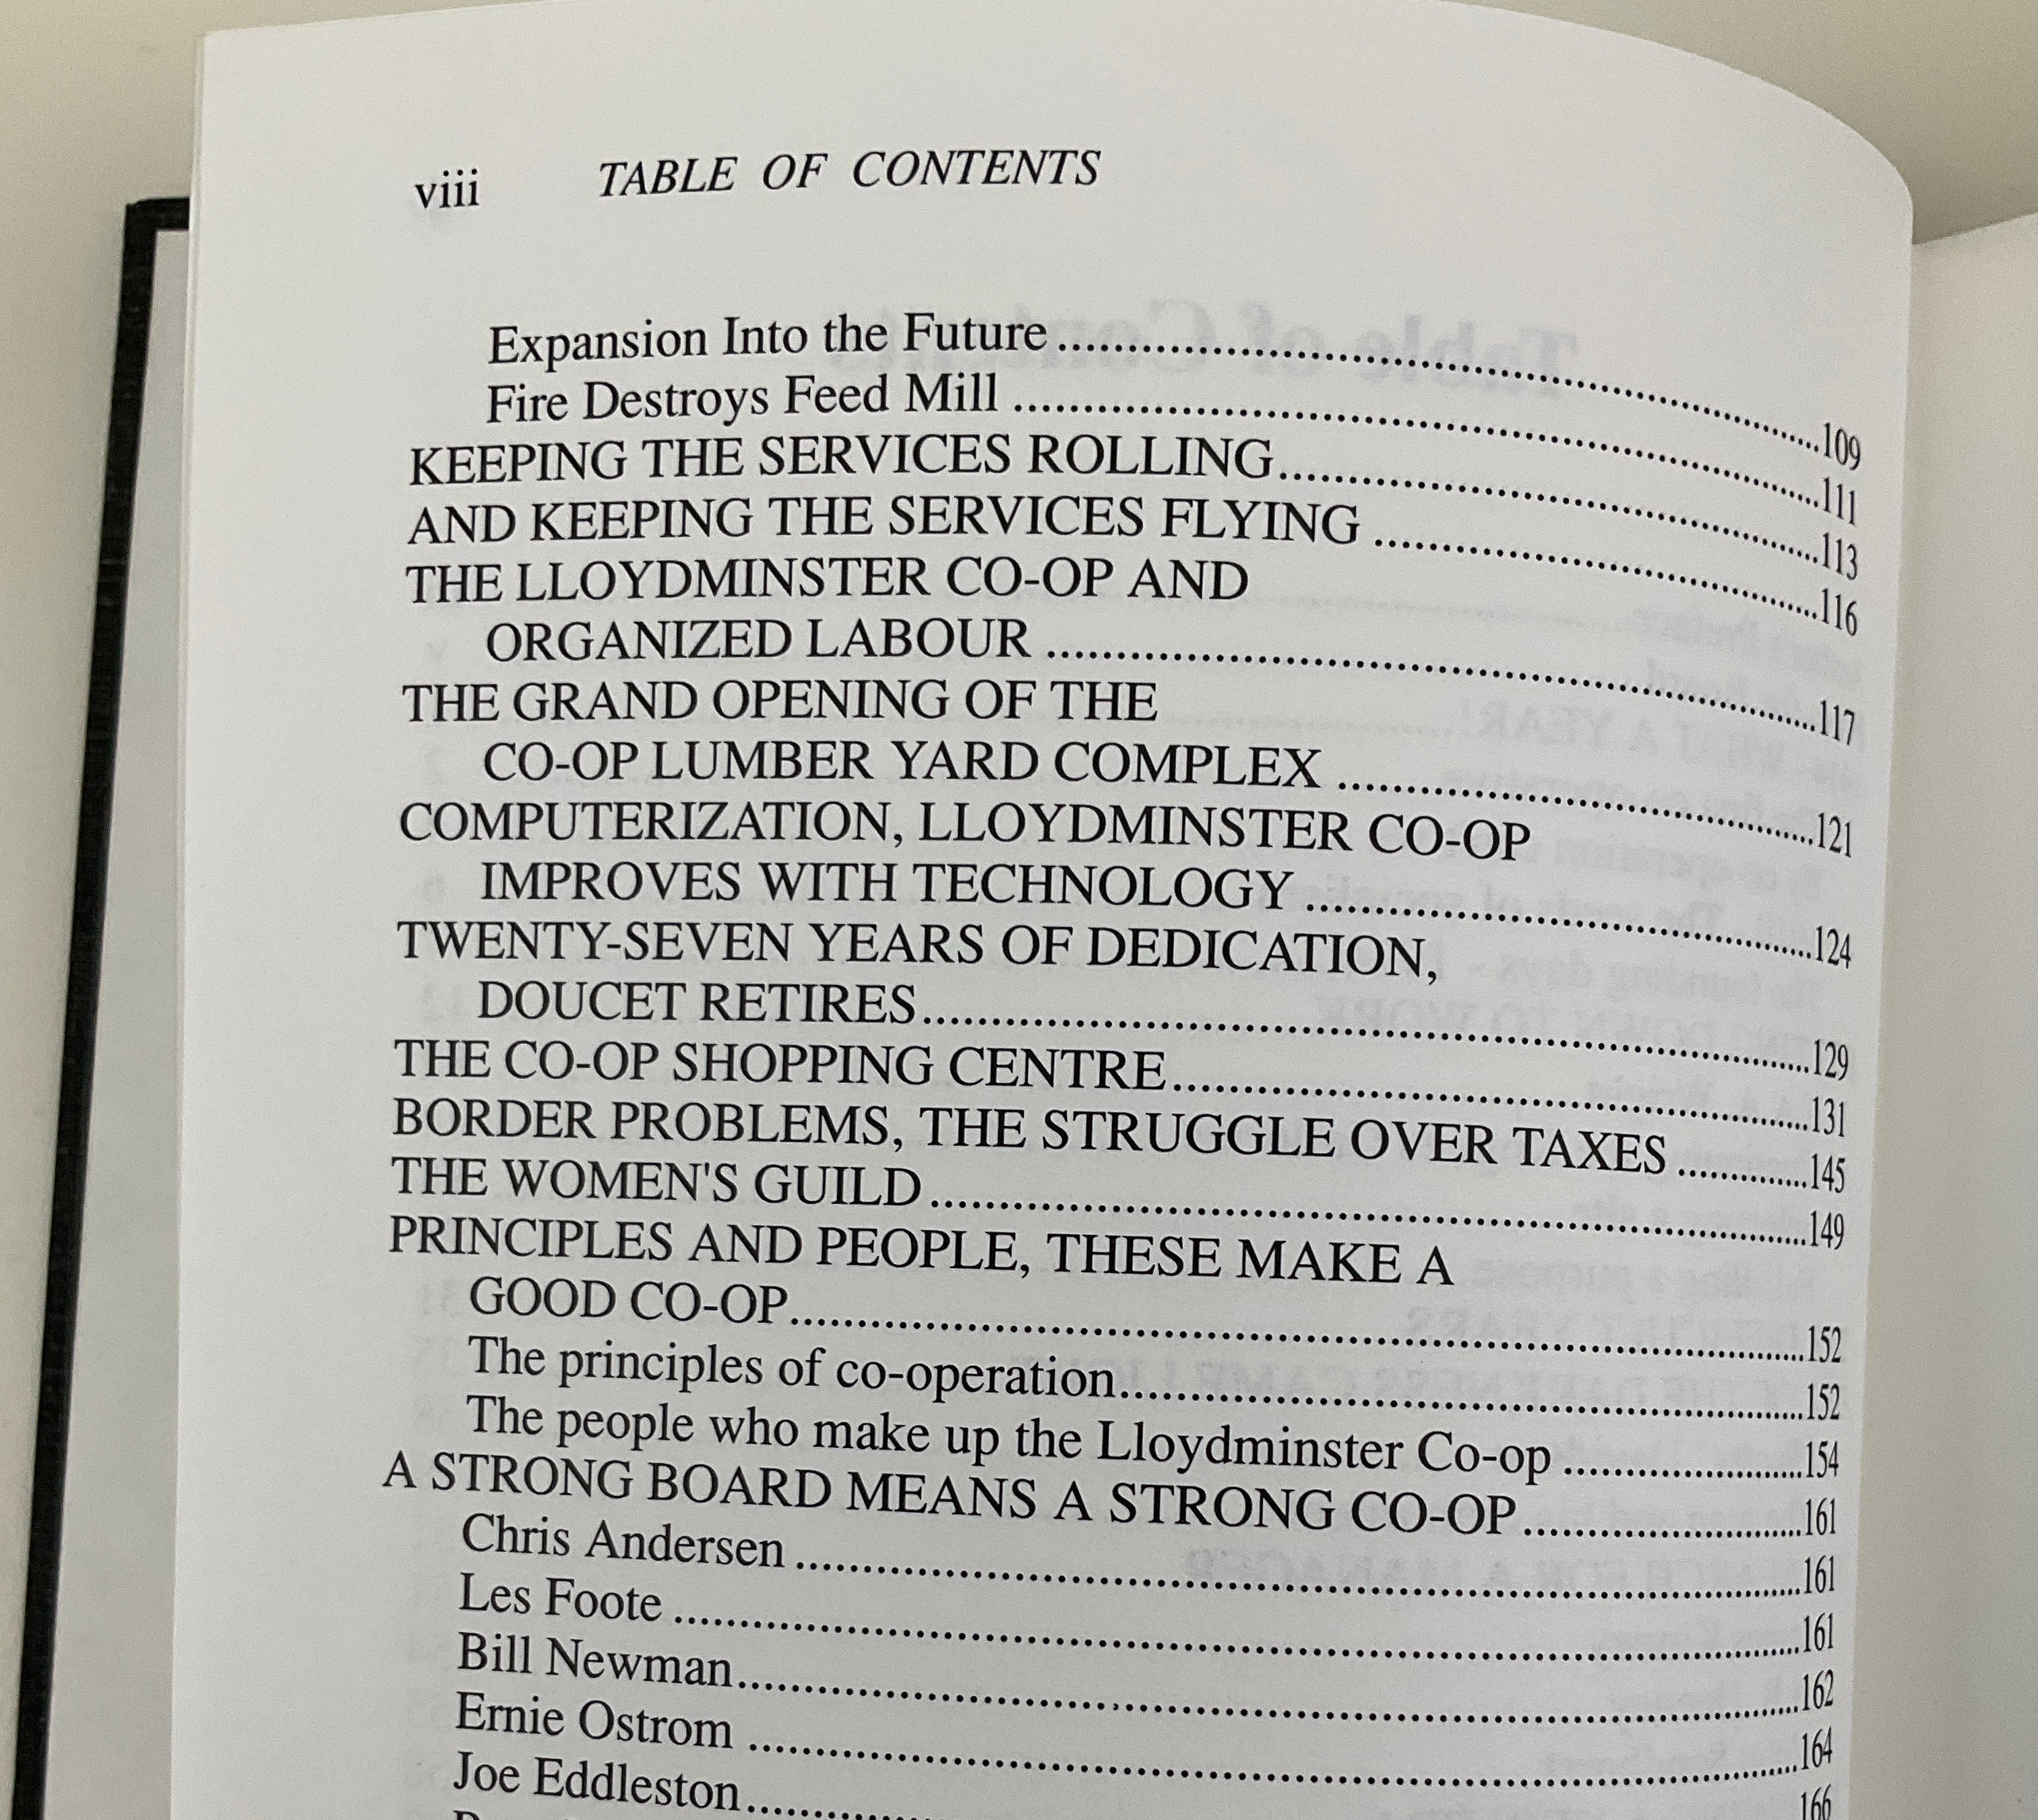 viii TABLE OF CONTENTS
Expansion Into the Future..........109
Fire Destroys Feed Mill ..........111
KEEPING THE SERVICES ROLLING..........113
AND KEEPING THE SERVICES FLYING ..........116
THE LLOYDMINSTER CO-OP AND
ORGANIZED LABOUR ..........117
THE GRAND OPENING OF THE
CO-OP LUMBER YARD COMPLEX ..........121
COMPUTERIZATION, LLOYDMINSTER CO-OP
IMPROVES WITH TECHNOLOGY ..........124
TWENTY-SEVEN YEARS OF DEDICATION,
DOUCET RETIRES..........129
THE CO-OP SHOPPING CENTRE..........131
BORDER PROBLEMS, THE STRUGGLE OVER TAXES ..........145
THE WOMEN'S GUILD ..........149
PRINCIPLES AND PEOPLE, THESE MAKE A
GOOD CO-OP..........152
The principles of co-operation..........152
The people who make up the Lloydminster Co-op ..........154
A STRONG BOARD MEANS A STRONG CO-OP..........161
Chris Andersen ..........161
Les Foote ..........161
Bill Newman..........162
Ernie Ostrom ..........164
Joe Eddleston..........166